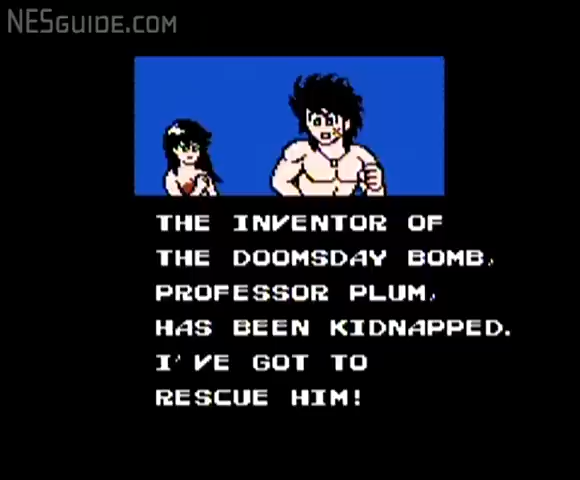 NESGUIDE.COM
THE INVENTOR OF
THE DOOMSDAY BOMB,
PROFESSOR PLUM,
HAS BEEN KIDNAPPED.
I'VE GOT TO
RESCUE HIM!